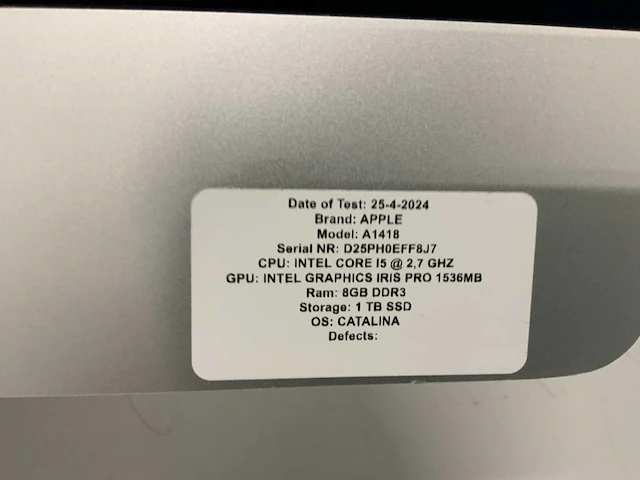 Date of Test: 25-4-2024
Brand: APPLE
Model: A1418
Serial NR: D25PH0EFF8J7
CPU: INTEL CORE I5 @ 2,7 GHZ
GPU: INTEL GRAPHICS IRIS PRO 1536MB
Ram: 8GB DDR3
Storage: 1 TB SSD
OS: CATALINA
Defects: